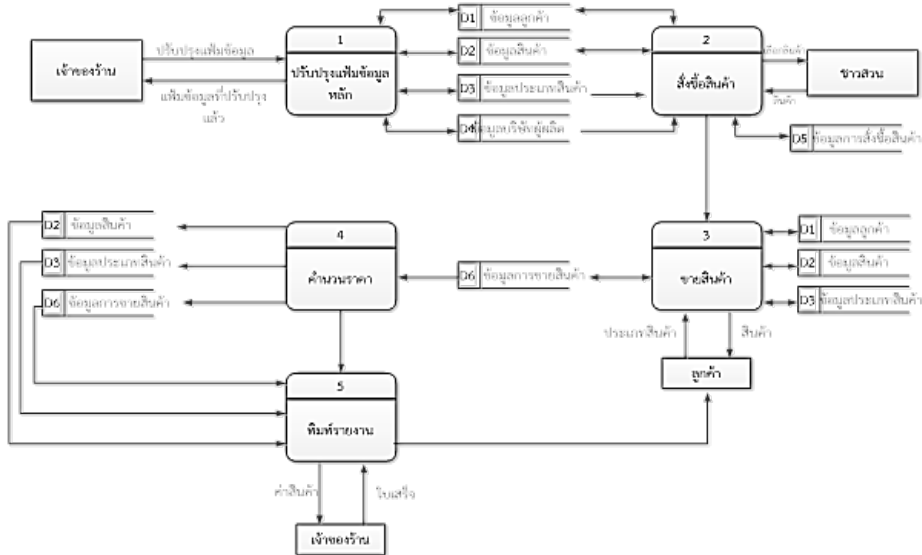 D1 ข้อมูลลูกค้า
1
2
ปรับปรุงแฟ้มข้อมูล
D2 ข้อมูลสินค้า
เลือกสินค้า
เจ้าของร้าน
ปรับปรุงแฟ้มข้อมูล
หลัก
สั่งซื้อสินค้า
ชาวสวน
แฟ้มข้อมูลที่ปรับปรุง
แล้ว
D3 ข้อมูลประเภทสินค้า
สินค้า
D4 ข้อมูลบริษัทผู้ผลิต
D5 ข้อมูลการสั่งซื้อสินค้า
D2 ข้อมูลสินค้า
4
3
D1 ข้อมูลลูกค้า
D3 ข้อมูลประเภทสินค้า
คำนวนราคา
D6 ข้อมูลการขายสินค้า
ขายสินค้า
D2 ข้อมูลสินค้า
D6 ข้อมูลการขายสินค้า
D3 ข้อมูลประเภทสินค้า
ประเภทสินค้า
สินค้า
5
ลูกค้า
พิมพ์รายงาน
ค่าสินค้า
ใบเสร็จ
เจ้าของร้าน